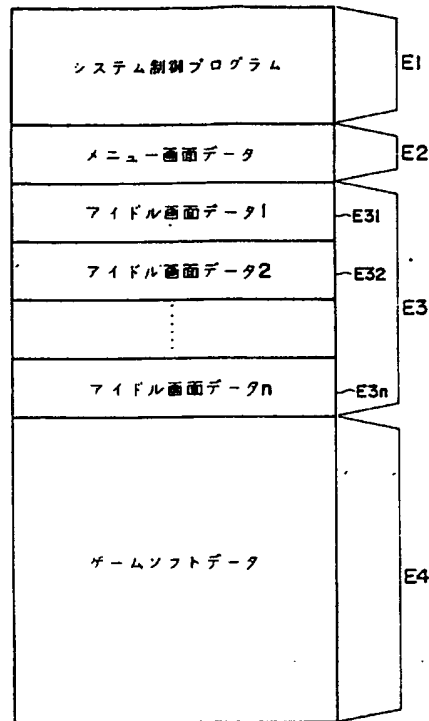 システム制御プログラム
E1
メニュー画面データ
E2
アイドル画面データ1
E31
アイドル画面データ2
E32
E3
アイドル画面データn
E3n
ゲームソフトデータ
E4